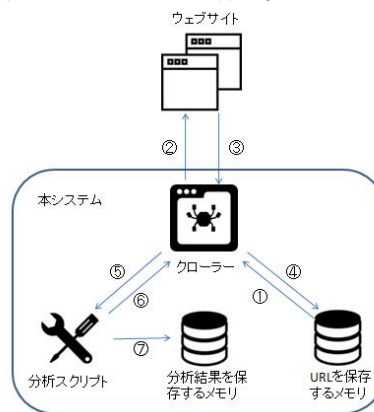 ウェブサイト
②
③
本システム
クローラー
⑤
⑥
④
①
⑦
分析スクリプト
分析結果を保
存するメモリ
URLを保存
するメモリ